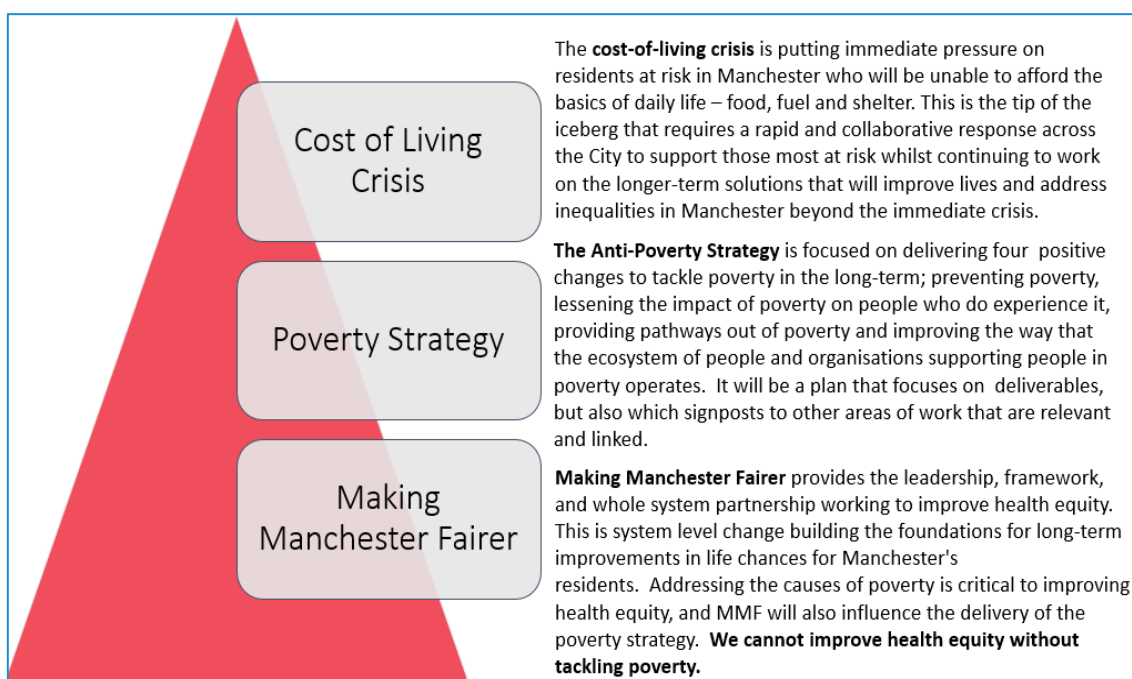 Cost of Living
Crisis
The cost-of-living crisis is putting immediate pressure on
residents at risk in Manchester who will be unable to afford the
basics of daily life – food, fuel and shelter. This is the tip of the
iceberg that requires a rapid and collaborative response across
the City to support those most at risk whilst continuing to work
on the longer-term solutions that will improve lives and address
inequalities in Manchester beyond the immediate crisis.
Poverty Strategy
The Anti-Poverty Strategy is focused on delivering four positive
changes to tackle poverty in the long-term; preventing poverty,
lessening the impact of poverty on people who do experience it,
providing pathways out of poverty and improving the way that
the ecosystem of people and organisations supporting people in
poverty operates. It will be a plan that focuses on deliverables,
but also which signposts to other areas of work that are relevant
and linked.
Making
Manchester Fairer
Making Manchester Fairer provides the leadership, framework,
and whole system partnership working to improve health equity.
This is system level change building the foundations for long-term
improvements in life chances for Manchester's
residents. Addressing the causes of poverty is critical to improving
health equity, and MMF will also influence the delivery of the
poverty strategy. We cannot improve health equity without
tackling poverty.